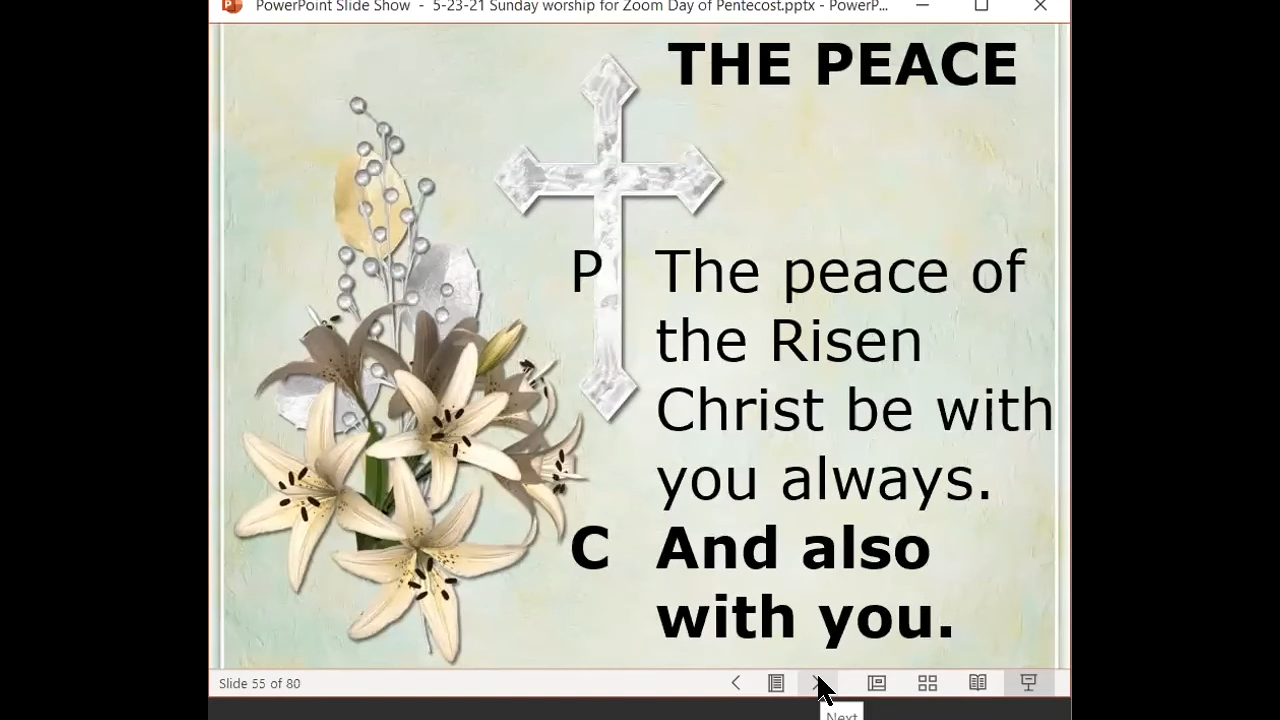 PowerPoint Slide Show - 5-23-21 Sunday worship for Zoom Day of Pentecost.pptx - PowerP...
THE PEACE
P The peace of
the Risen
Christ be with
you always.
C And also
with you.
Slide 55 of 80
Next